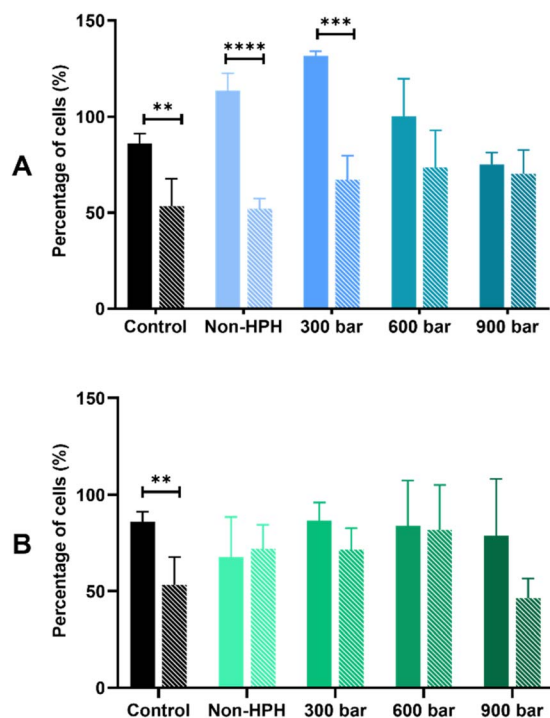 A
Percentage of cells (%)
150
100
50
0
**
****
***
Control Non-HPH 300 bar 600 bar 900 bar
B
Percentage of cells (%)
150
100
50
0
**
Control Non-HPH 300 bar 600 bar 900 bar